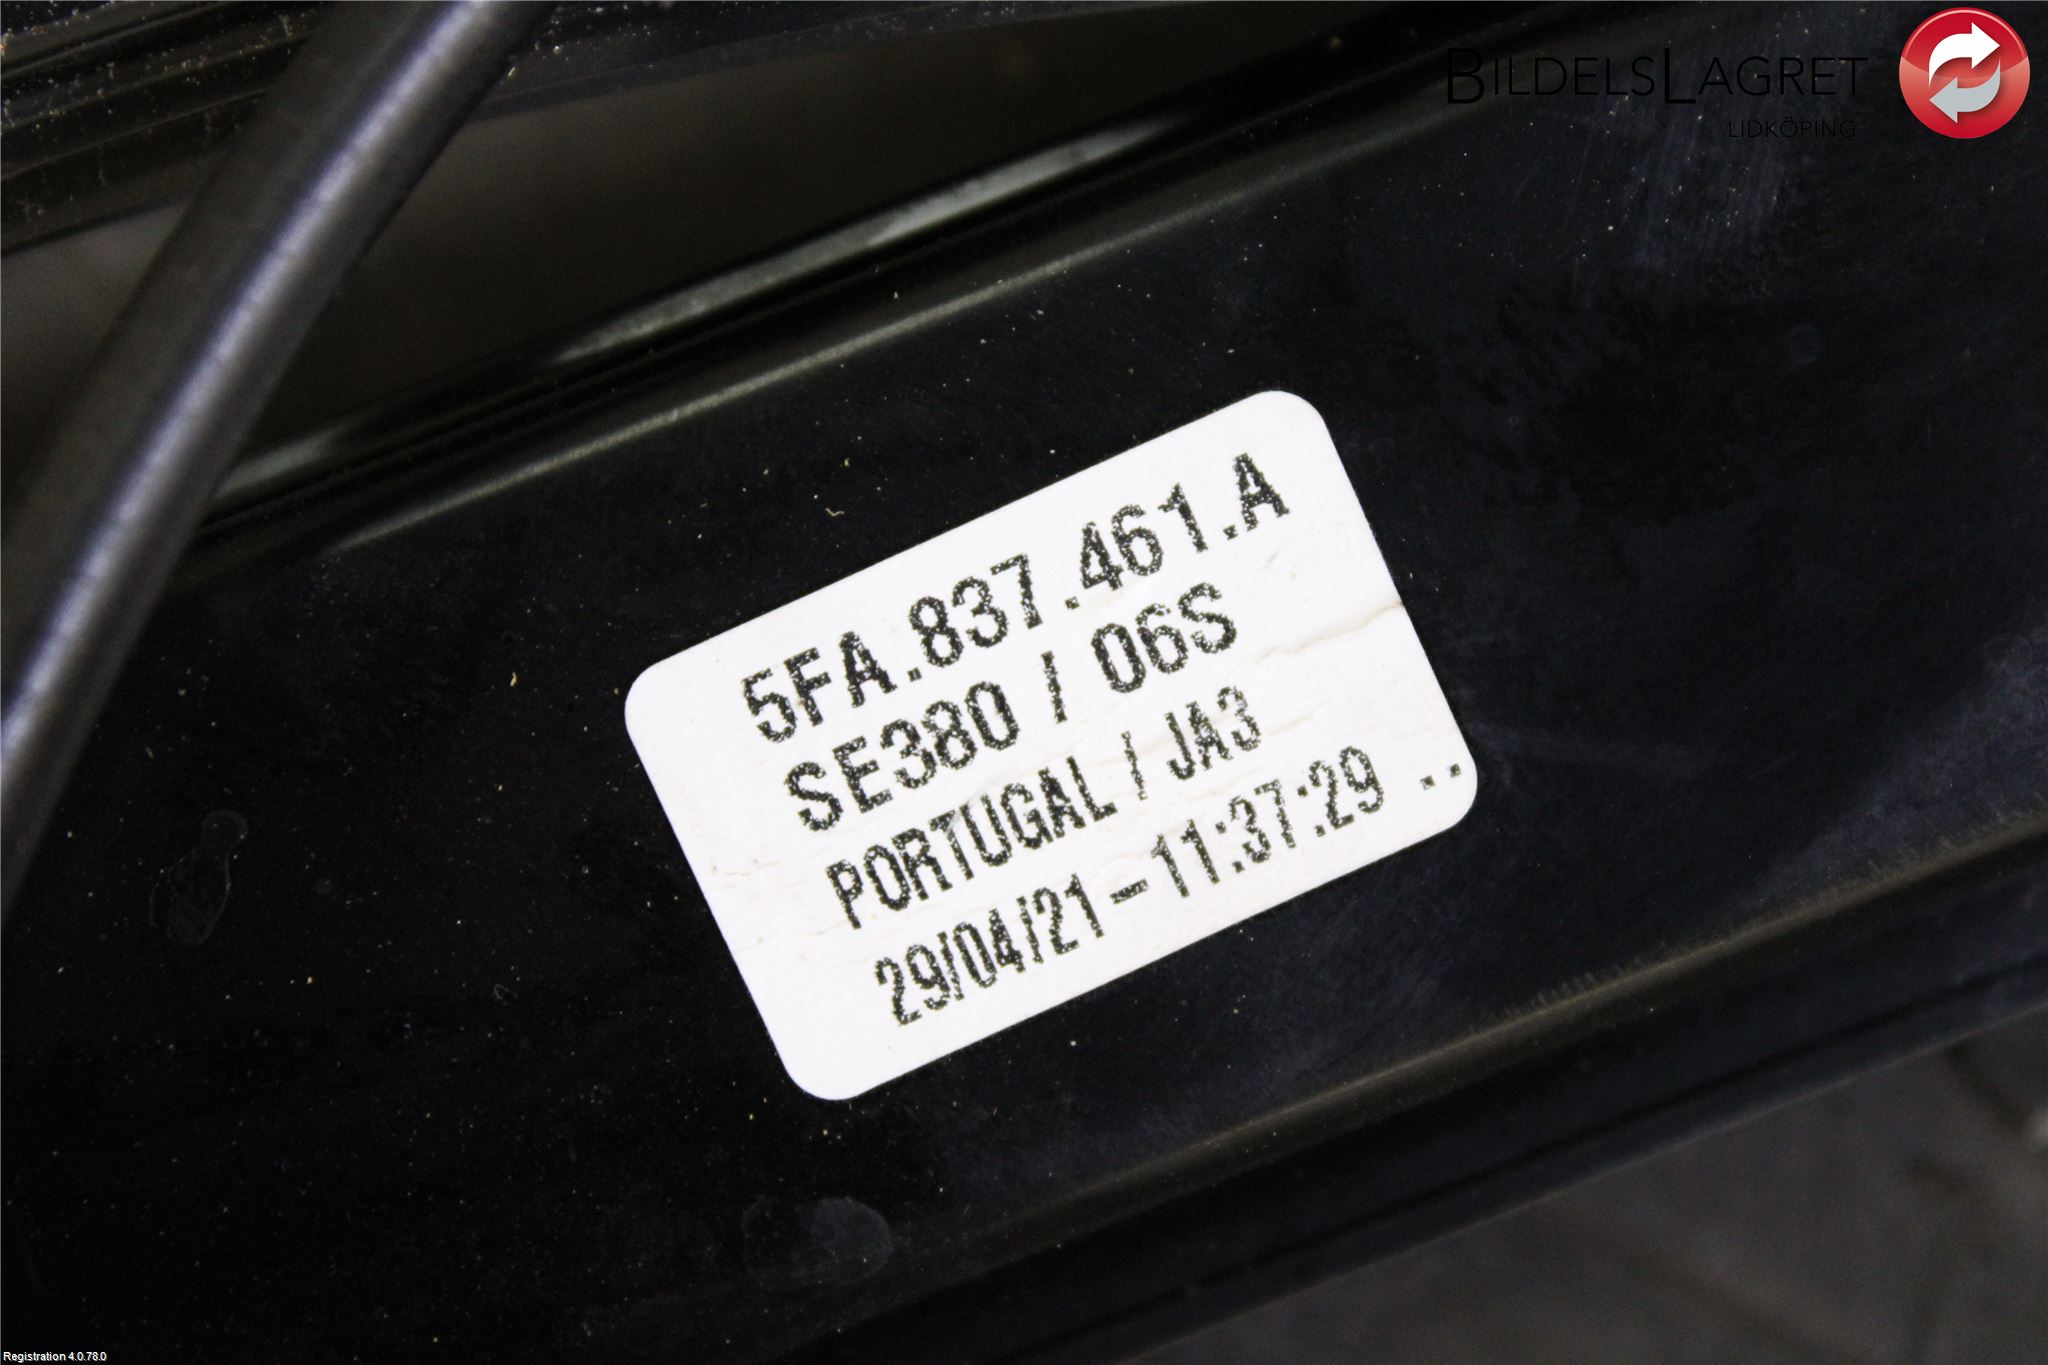 BILDELSLAGRET
LIDKÖPING
5FA.837.461.A
SE380 / 06S
PORTUGAL / JA3
29/04/21-11:37:29 ..
Registration 4.0.78.0